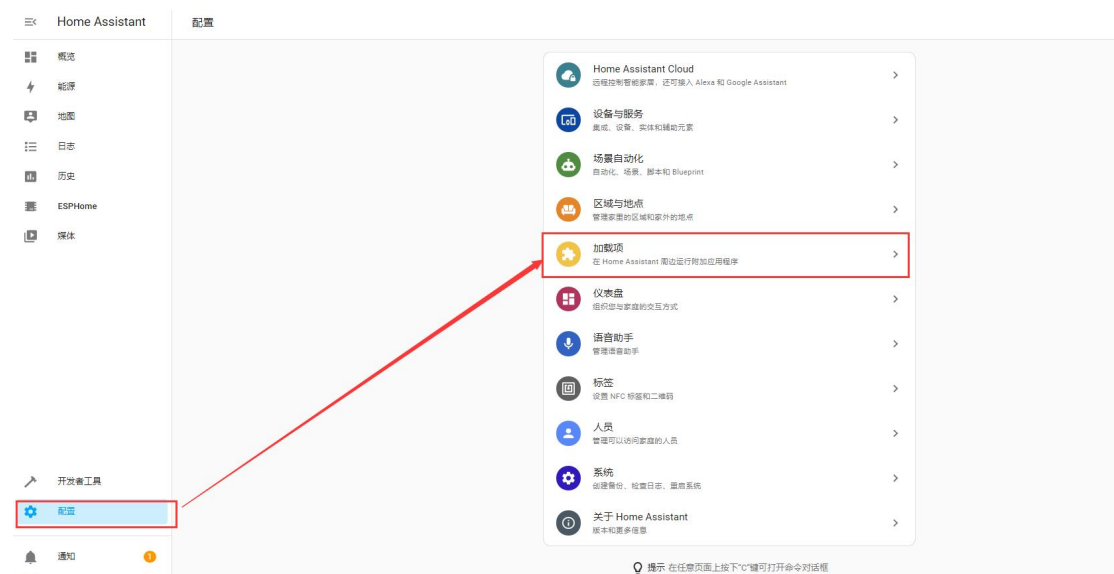 Home Assistant
配置
概览
能源
地图
日志
历史
ESPHome
媒体
开发者工具
配置
通知
1
Home Assistant Cloud
远程控制智能家居，还可接入 Alexa 和 Google Assistant
设备与服务
集成、设备、实体和辅助元素
场景自动化
自动化、场景、脚本和 Blueprint
区域与地点
管理家里的区域和家外的地点
加载项
在 Home Assistant 周边运行附加应用程序
仪表盘
组织您与家庭的交互方式
语音助手
管理语音助手
标签
设置 NFC 标签和二维码
人员
管理可以访问家庭的人员
系统
创建备份、检查日志、重启系统
关于 Home Assistant
版本和更多信息
提示 在任意页面上按下“c”键可打开命令对话框